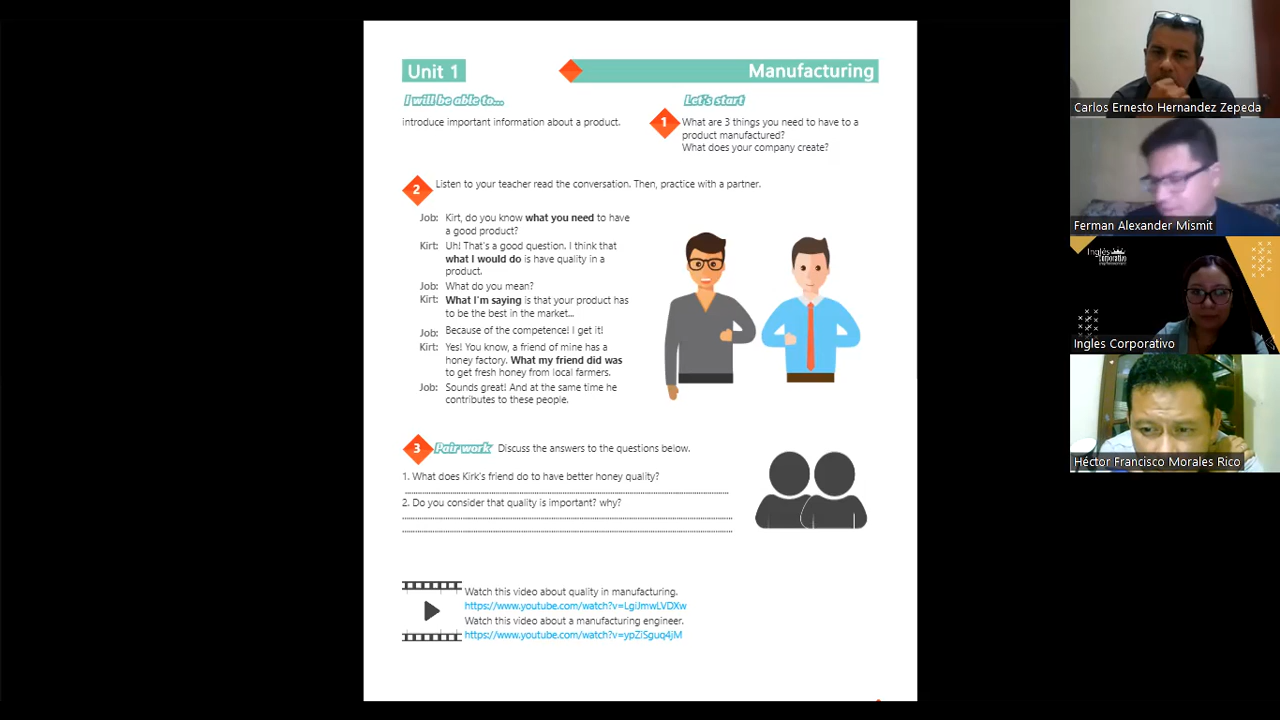 Unit 1
Manufacturing
I will be able to...
introduce important information about a product.
Let's start
1
What are 3 things you need to have to a
product manufactured?
What does your company create?
2
Listen to your teacher read the conversation. Then, practice with a partner.
Job: Kirt, do you know what you need to have
a good product?
Kirt: Uh! That's a good question. I think that
what I would do is have quality in a
product.
Job: What do you mean?
Kirt: What I'm saying is that your product has
to be the best in the market...
Job: Because of the competence! I get it!
Kirt: Yes! You know, a friend of mine has a
honey factory. What my friend did was
to get fresh honey from local farmers.
Job: Sounds great! And at the same time he
contributes to these people.
3
Pair work Discuss the answers to the questions below.
1. What does Kirk's friend do to have better honey quality?
2. Do you consider that quality is important? why?
Watch this video about quality in manufacturing.
https://www.youtube.com/watch?v=LgiJmwLVDXw
Watch this video about a manufacturing engineer.
https://www.youtube.com/watch?v=ypZiSguq4jM
Carlos Ernesto Hernandez Zepeda
Ferman Alexander Mismit
Inglés
Corporativo
Ingles Corporativo
Héctor Francisco Morales Rico